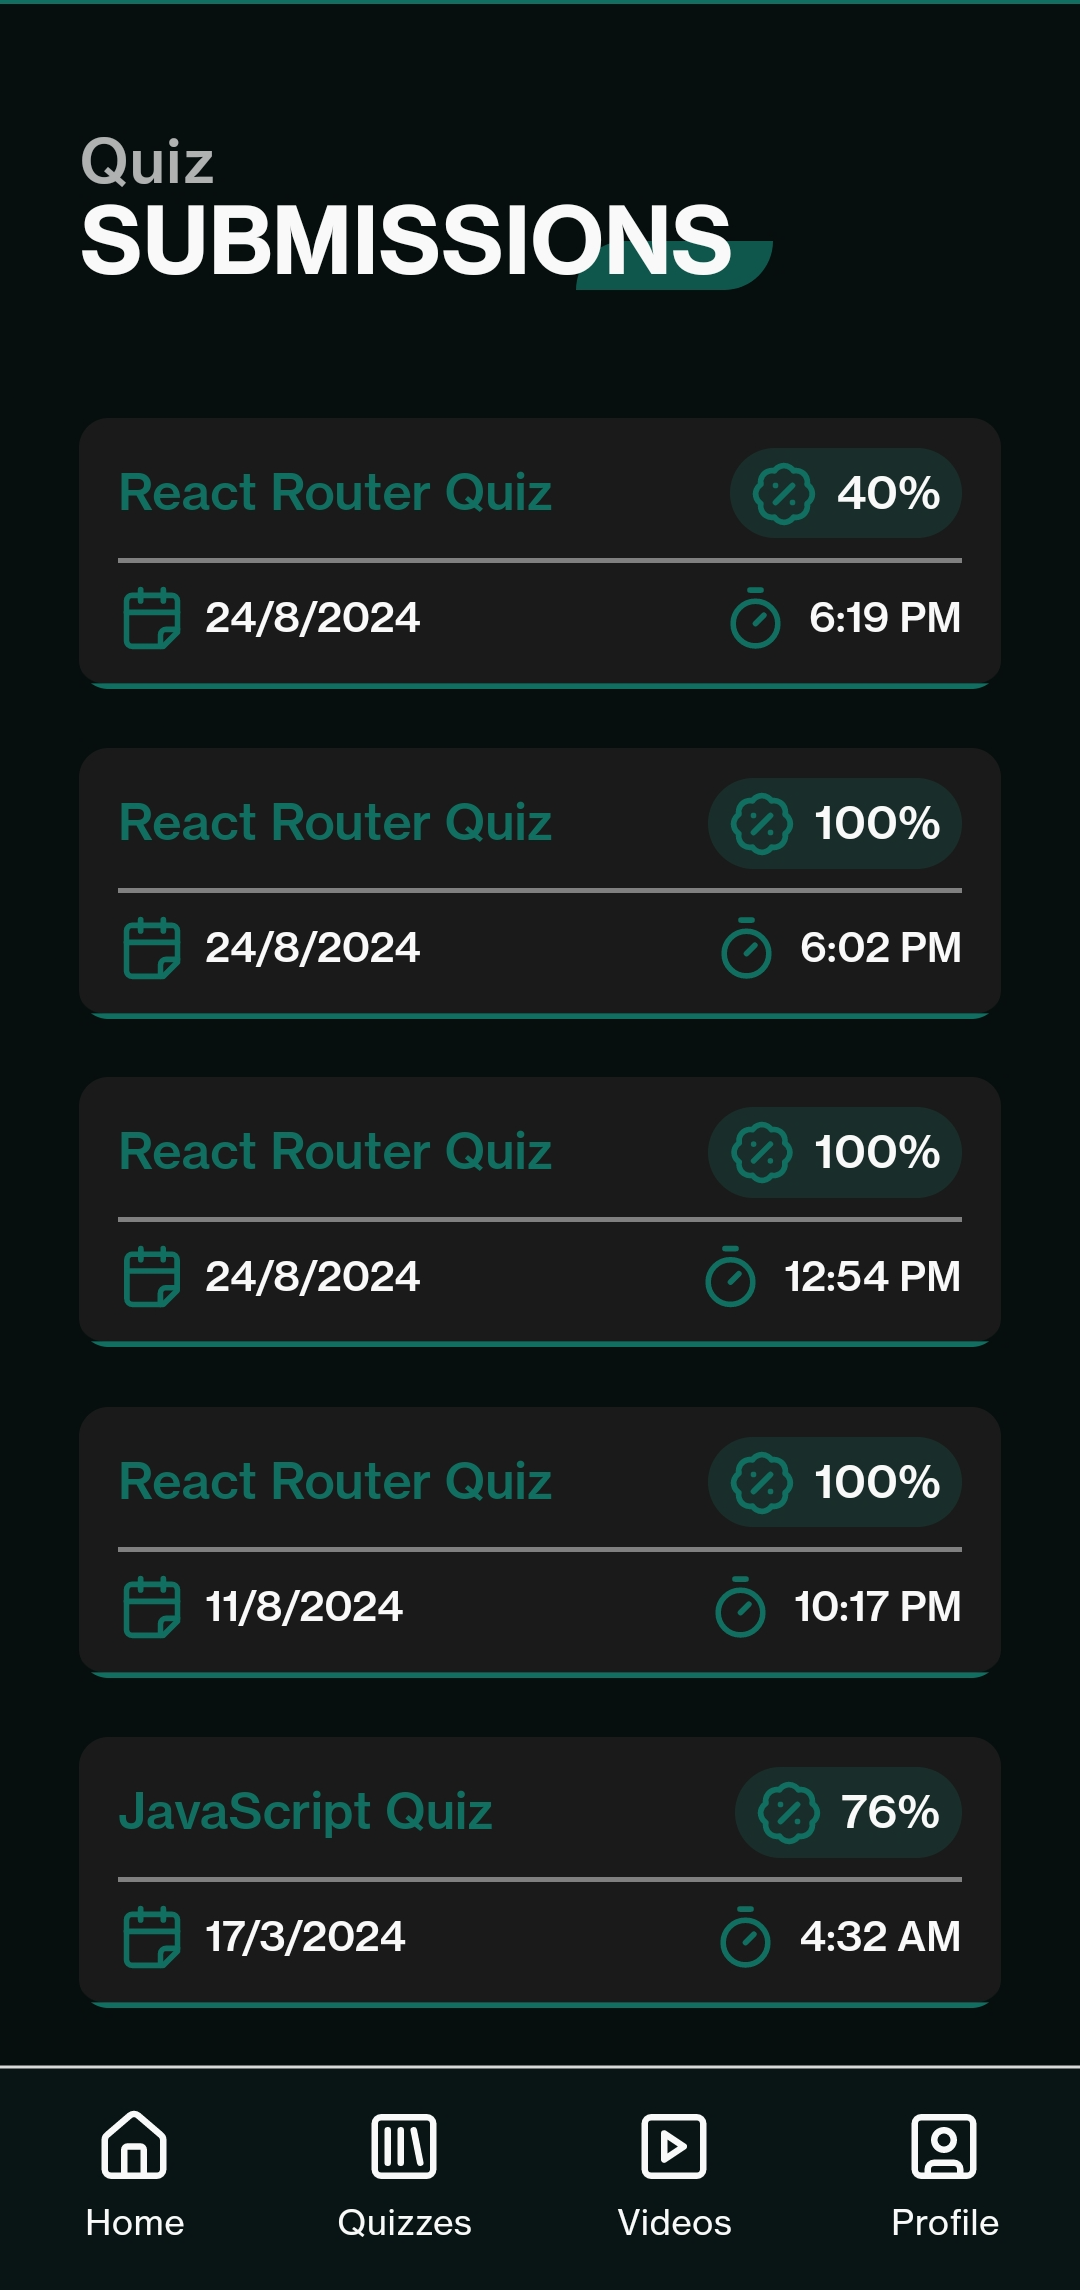 Quiz
SUBMISSIONS
React Router Quiz 40%
24/8/2024 6:19 PM
React Router Quiz 100%
24/8/2024 6:02 PM
React Router Quiz 100%
24/8/2024 12:54 PM
React Router Quiz 100%
11/8/2024 10:17 PM
JavaScript Quiz 76%
17/3/2024 4:32 AM
Home Quizzes Videos Profile